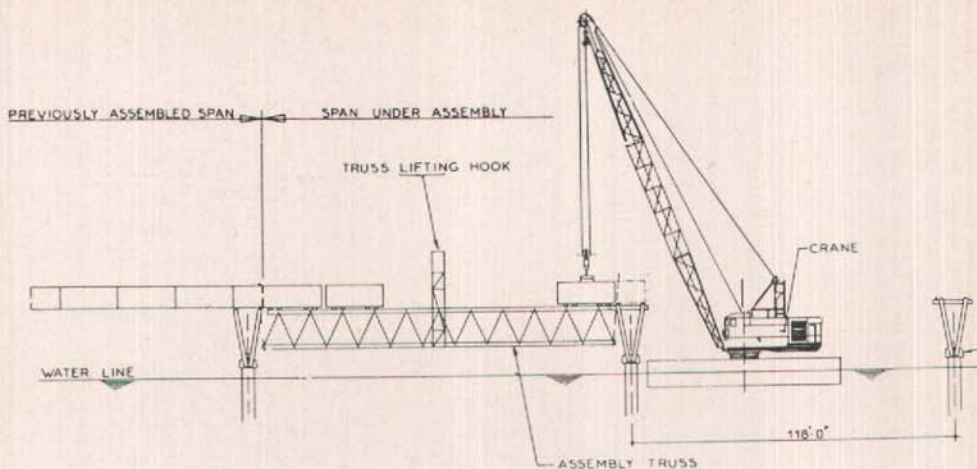 PREVIOUSLY ASSEMBLED SPAN
SPAN UNDER ASSEMBLY
TRUSS LIFTING HOOK
CRANE
WATER LINE
118'-0"
ASSEMBLY TRUSS